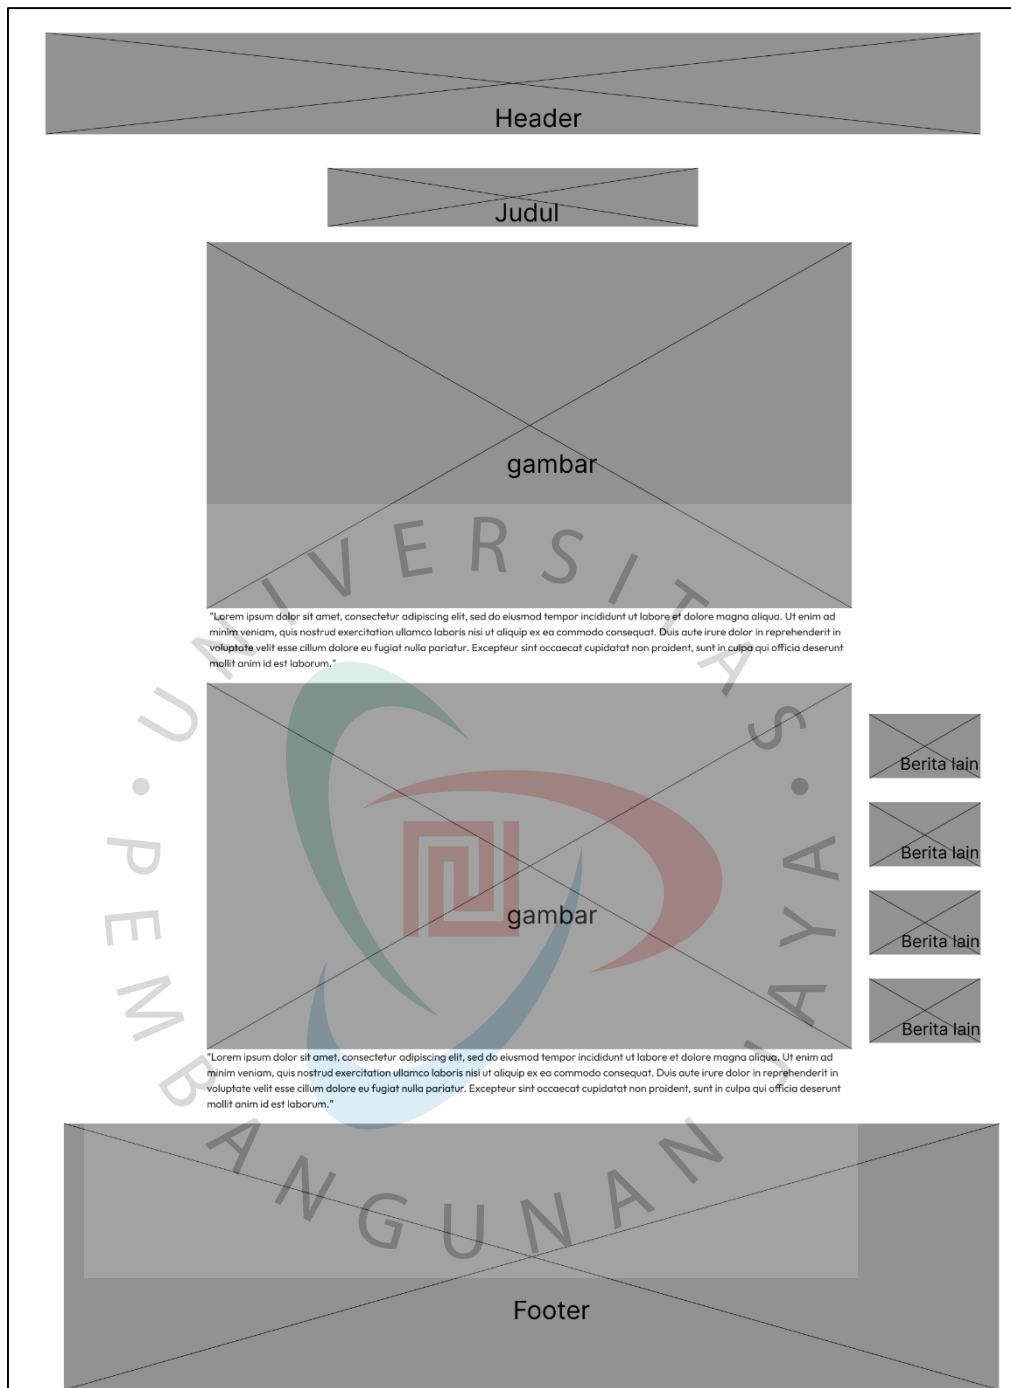 Header
Judul
gambar
"Lorem ipsum dolor sit amet, consectetur adipiscing elit, sed do eiusmod tempor incididunt ut labore et dolore magna aliqua. Ut enim ad
minim veniam, quis nostrud exercitation ullamco laboris nisi ut aliquip ex ea commodo consequat. Duis aute irure dolor in reprehenderit in
voluptate velit esse cillum dolore eu fugiat nulla pariatur. Excepteur sint occaecat cupidatat non proident, sunt in culpa qui officia deserunt
mollit anim id est laborum."
gambar
Berita lain
Berita lain
Berita lain
Berita lain
"Lorem ipsum dolor sit amet, consectetur adipiscing elit, sed do eiusmod tempor incididunt ut labore et dolore magna aliqua. Ut enim ad
minim veniam, quis nostrud exercitation ullamco laboris nisi ut aliquip ex ea commodo consequat. Duis aute irure dolor in reprehenderit in
voluptate velit esse cillum dolore eu fugiat nulla pariatur. Excepteur sint occaecat cupidatat non proident, sunt in culpa qui officia deserunt
mollit anim id est laborum."
Footer
UNIVERSITAS
• PEMBANGUNAN JAYA •